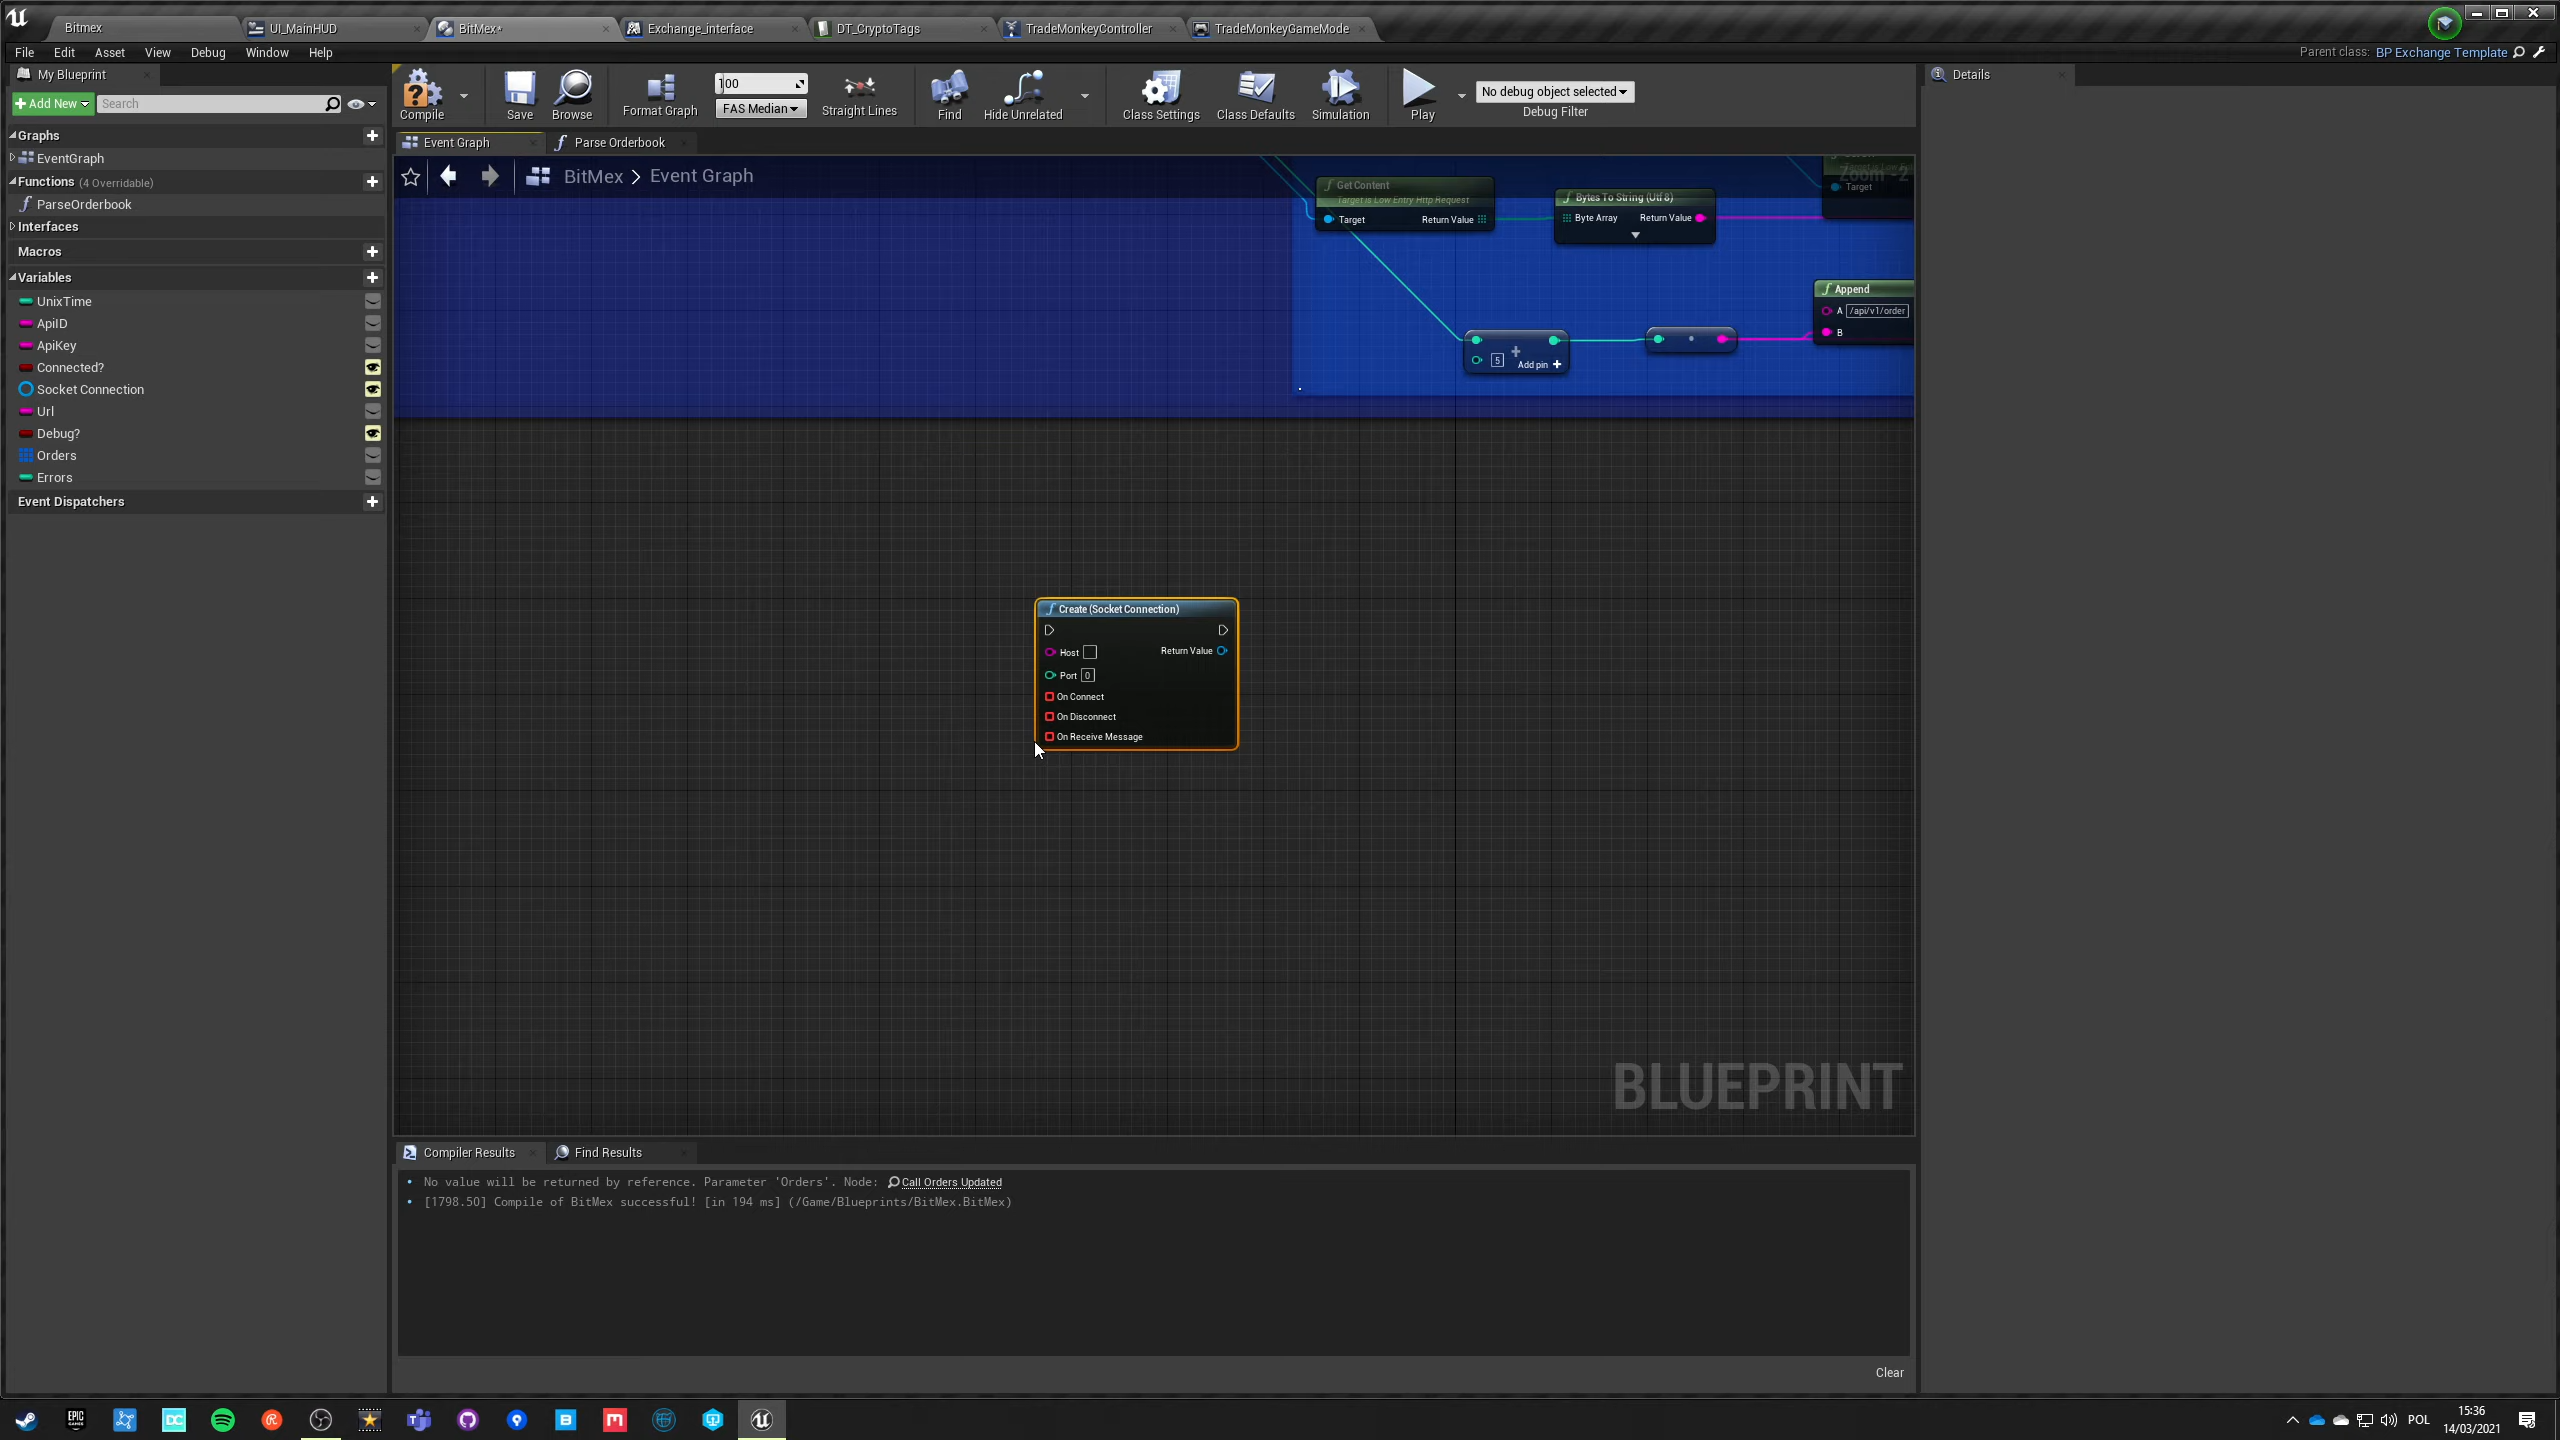 Bitmex
UI_MainHUD
BitMex*
Exchange_interface
DT_CryptoTags
TradeMonkeyController
TradeMonkeyGameMode
File Edit Asset View Debug Window Help
Parent class: BP Exchange Template
My Blueprint
Details
Add New
Search
Compile
Save
Browse
Format Graph
100
FAS Median
Straight Lines
Find
Hide Unrelated
Class Settings
Class Defaults
Simulation
Play
No debug object selected
Debug Filter
Graphs
EventGraph
Functions (4 Overridable)
ParseOrderbook
Interfaces
Macros
Variables
UnixTime
ApiID
ApiKey
Connected?
Socket Connection
Url
Debug?
Orders
Errors
Event Dispatchers
Event Graph
Parse Orderbook
BitMex > Event Graph
Zoom -2
Target
Get Content
Target is Low Entry Http Request
Target Return Value
Bytes To String (Utf 8)
Byte Array Return Value
5
Add pin
Append
A /api/v1/order
B
Create (Socket Connection)
Host
Return Value
Port 0
On Connect
On Disconnect
On Receive Message
BLUEPRINT
Compiler Results
Find Results
No value will be returned by reference. Parameter 'Orders'. Node: Call Orders Updated
[1798.50] Compile of BitMex successful! [in 194 ms] (/Game/Blueprints/BitMex.BitMex)
Clear
EPIC GAMES
DC
POL
15:36
14/03/2021